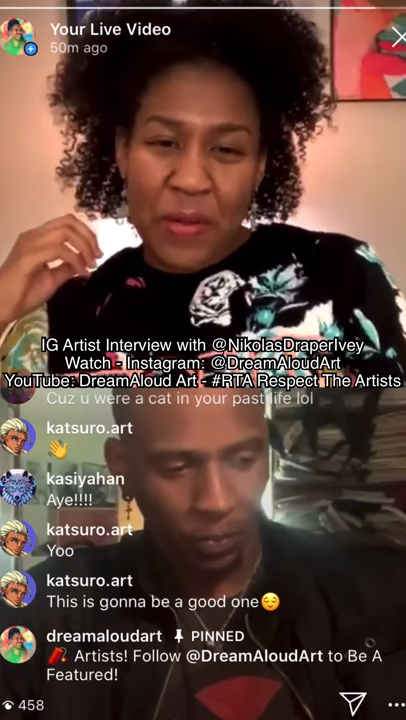 Your Live Video
50m ago
IG Artist Interview with @NikolasDraperIvey
Watch - Instagram: @DreamAloudArt
YouTube: DreamAloud Art - #RTA Respect The Artists
Cuz u were a cat in your past life lol
katsuro.art
👋
kasiyahan
Aye!!!!
katsuro.art
Yoo
katsuro.art
This is gonna be a good one😌
dreamaloudart 📌 PINNED
🧨 Artists! Follow @DreamAloudArt to Be A
Featured!
458